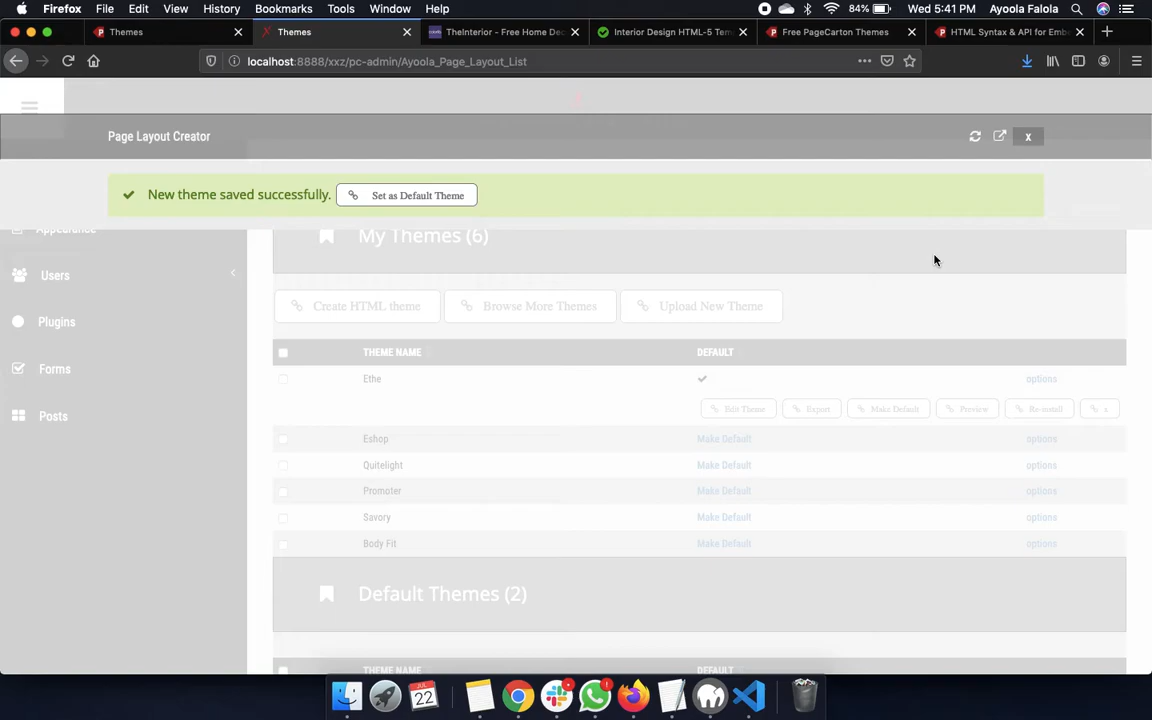 Firefox File Edit View History Bookmarks Tools Window Help 84% Wed 5:41 PM Ayoola Falola
Themes Themes TheInterior - Free Home De Interior Design HTML-5 Tem Free PageCarton Themes HTML Syntax & API for Emb
localhost:8888/xxz/pc-admin/Ayoola_Page_Layout_List
Page Layout Creator x
New theme saved successfully. Set as Default Theme
Appearance
My Themes (6)
Users
Create HTML theme Browse More Themes Upload New Theme
Plugins
THEME NAME DEFAULT
Forms
Ethe options
Edit Theme Export Make Default Preview Re-install x
Posts
Eshop Make Default options
Quitelight Make Default options
Promoter Make Default options
Savory Make Default options
Body Fit Make Default options
Default Themes (2)
THEME NAME DEFAULT
JUL
22